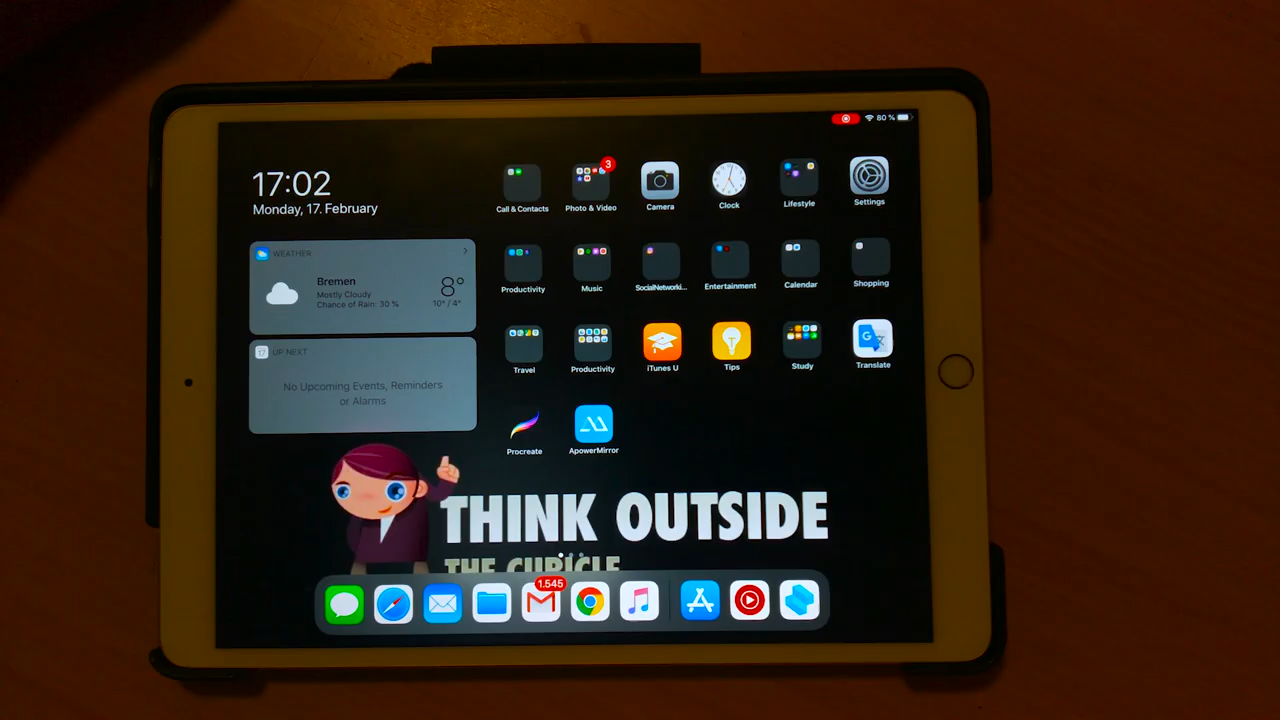 80 %
17:02
Monday, 17. February
WEATHER
Bremen
Mostly Cloudy
Chance of Rain: 30 %
8°
10° / 4°
17
UP NEXT
No Upcoming Events, Reminders
or Alarms
3
Call & Contacts
Photo & Video
Camera
Clock
Lifestyle
Settings
Productivity
Music
SocialNetworki...
Entertainment
Calendar
Shopping
Travel
Productivity
iTunes U
Tips
Study
G
Translate
Procreate
ApowerMirror
THINK OUTSIDE
THE CUBICLE
1.545